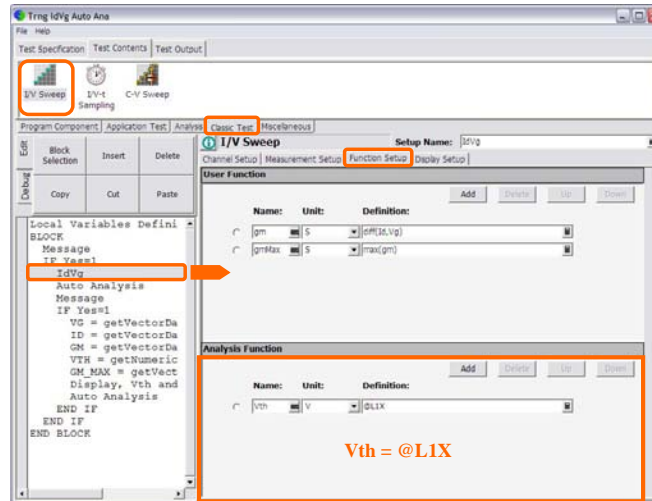 Trng IdVg Auto Ana
File Help
Test Specification Test Contents Test Output
I/V Sweep I/V-t Sampling C-V Sweep
Program Component Application Test Analysis Classic Test Miscellaneous
Edit
Block Selection Insert Delete
Debug
Copy Cut Paste
Local Variables Defini
BLOCK
Message
IF Yes=1
IdVg
Auto Analysis
Message
IF Yes=1
VG = getVectorDa
ID = getVectorDa
GM = getVectorDa
VTH = getNumeric
GM_MAX = getVect
Display, Vth and
Auto Analysis
END IF
END IF
END BLOCK
I/V Sweep Setup Name: IdVg
Channel Setup Measurement Setup Function Setup Display Setup
User Function
Add Delete Up Down
Name: Unit: Definition:
gm S diff(Id,Vg)
gmMax S max(gm)
Analysis Function
Add Delete Up Down
Name: Unit: Definition:
Vth V @L1X
Vth = @L1X